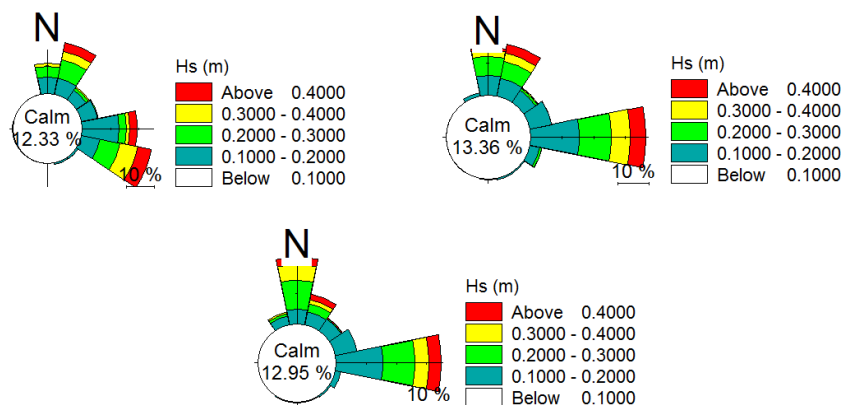 N
Calm
12.33 %
10 %
Hs (m)
Above 0.4000
0.3000 - 0.4000
0.2000 - 0.3000
0.1000 - 0.2000
Below 0.1000
N
Calm
13.36 %
10 %
Hs (m)
Above 0.4000
0.3000 - 0.4000
0.2000 - 0.3000
0.1000 - 0.2000
Below 0.1000
N
Calm
12.95 %
10 %
Hs (m)
Above 0.4000
0.3000 - 0.4000
0.2000 - 0.3000
0.1000 - 0.2000
Below 0.1000